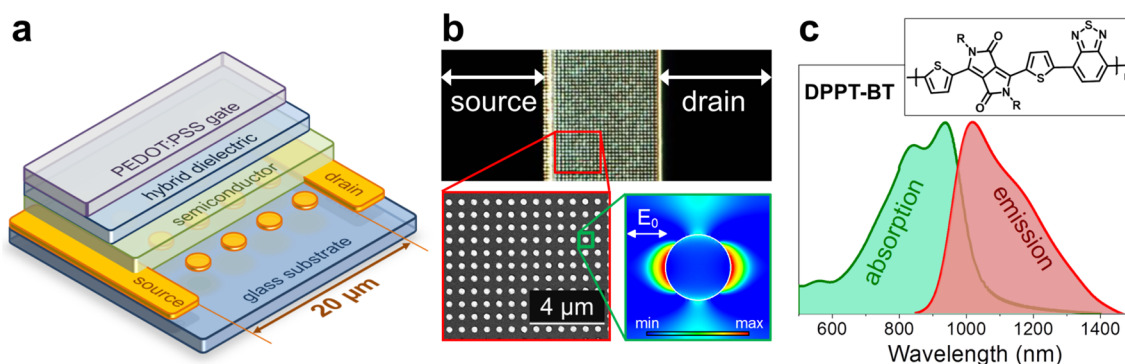 a
PEDOT:PSS gate
hybrid dielectric
semiconductor
drain
source
glass substrate
20 µm
b
source
drain
4 µm
E0
min
max
c
DPPT-BT
R
N
O
S
S
N
S
N
O
N
R
n
absorption
emission
600
800
1000
1200
1400
Wavelength (nm)